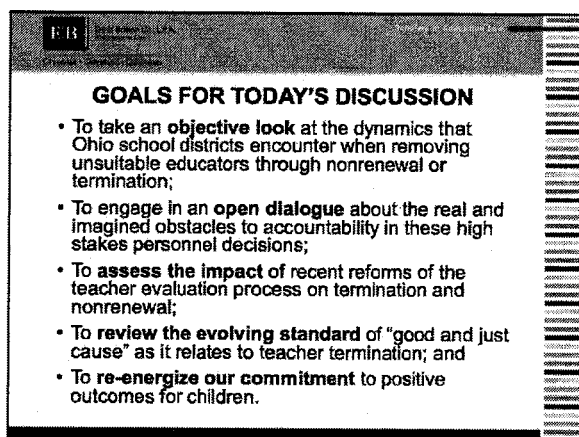 EB
GOALS FOR TODAY'S DISCUSSION
• To take an objective look at the dynamics that
Ohio school districts encounter when removing
unsuitable educators through nonrenewal or
termination;
• To engage in an open dialogue about the real and
imagined obstacles to accountability in these high
stakes personnel decisions;
• To assess the impact of recent reforms of the
teacher evaluation process on termination and
nonrenewal;
• To review the evolving standard of "good and just
cause" as it relates to teacher termination; and
• To re-energize our commitment to positive
outcomes for children.